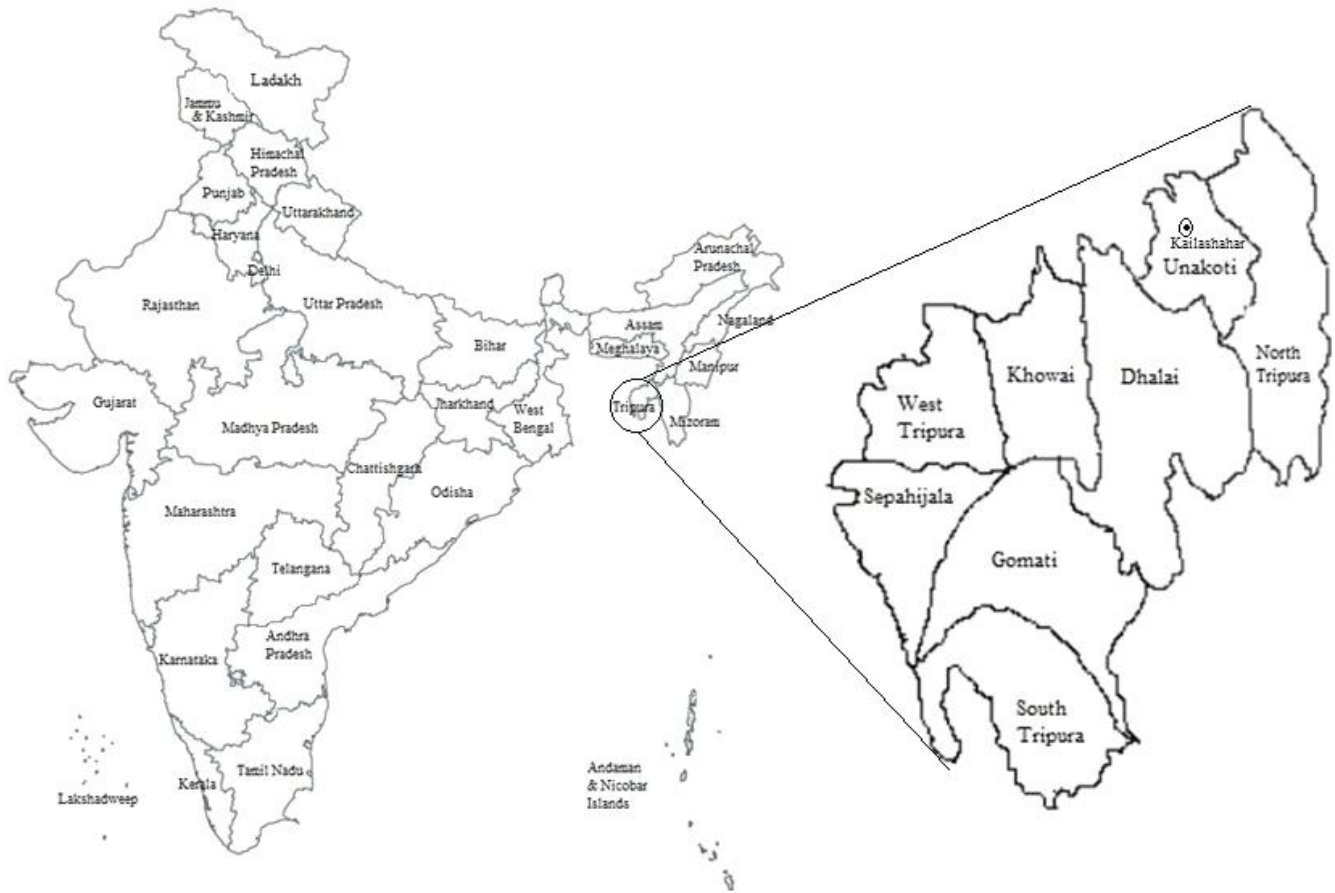 Ladakh
Jammu
& Kashmir
Himachal
Pradesh
Punjab
Uttarakhand
Haryana
Delhi
Rajasthan
Uttar Pradesh
Bihar
Arunachal
Pradesh
Assam
Nagaland
Meghalaya
Manipur
Tripura
Mizoram
Gujarat
Madhya Pradesh
Jharkhand
West
Bengal
Chattishgarh
Odisha
Maharashtra
Telangana
Andhra
Pradesh
Karnataka
Tamil Nadu
Kerala
Lakshadweep
Andaman
& Nicobar
Islands
Kailashahar
Unakoti
North
Tripura
Dhalai
Khowai
West
Tripura
Sepahijala
Gomati
South
Tripura